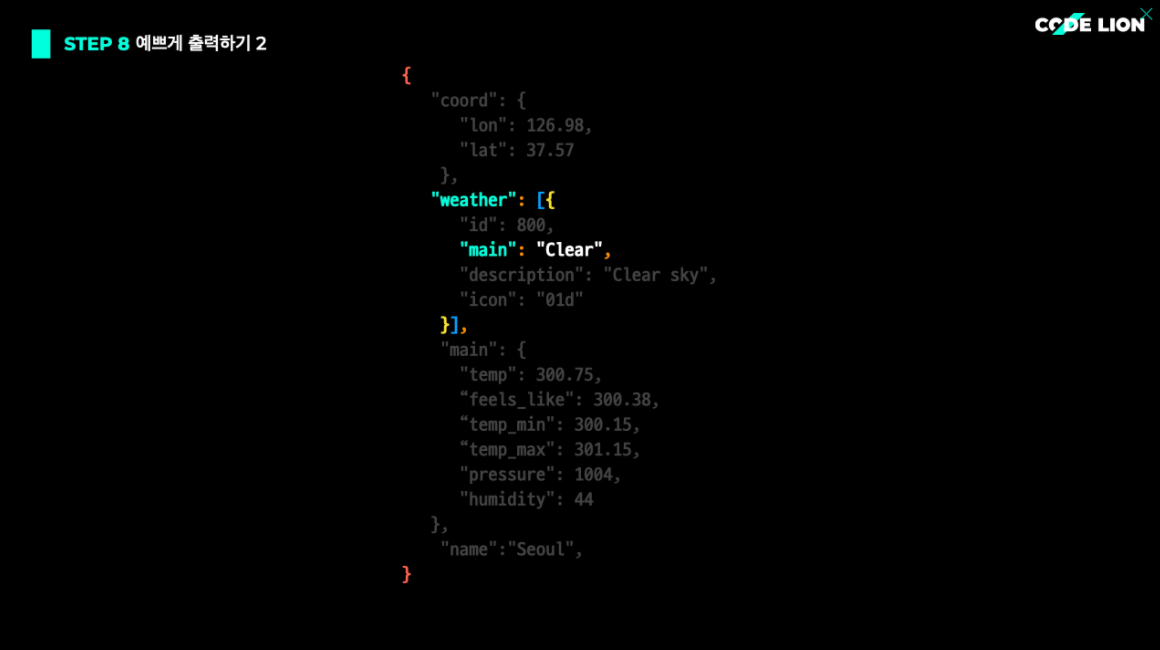 STEP 8 예쁘게 출력하기 2
CODE LION
{
"coord": {
"lon": 126.98,
"lat": 37.57
},
"weather": [{
"id": 800,
"main": "Clear",
"description": "Clear sky",
"icon": "01d"
}],
"main": {
"temp": 300.75,
“feels_like": 300.38,
“temp_min": 300.15,
“temp_max": 301.15,
"pressure": 1004,
"humidity": 44
},
"name":"Seoul",
}